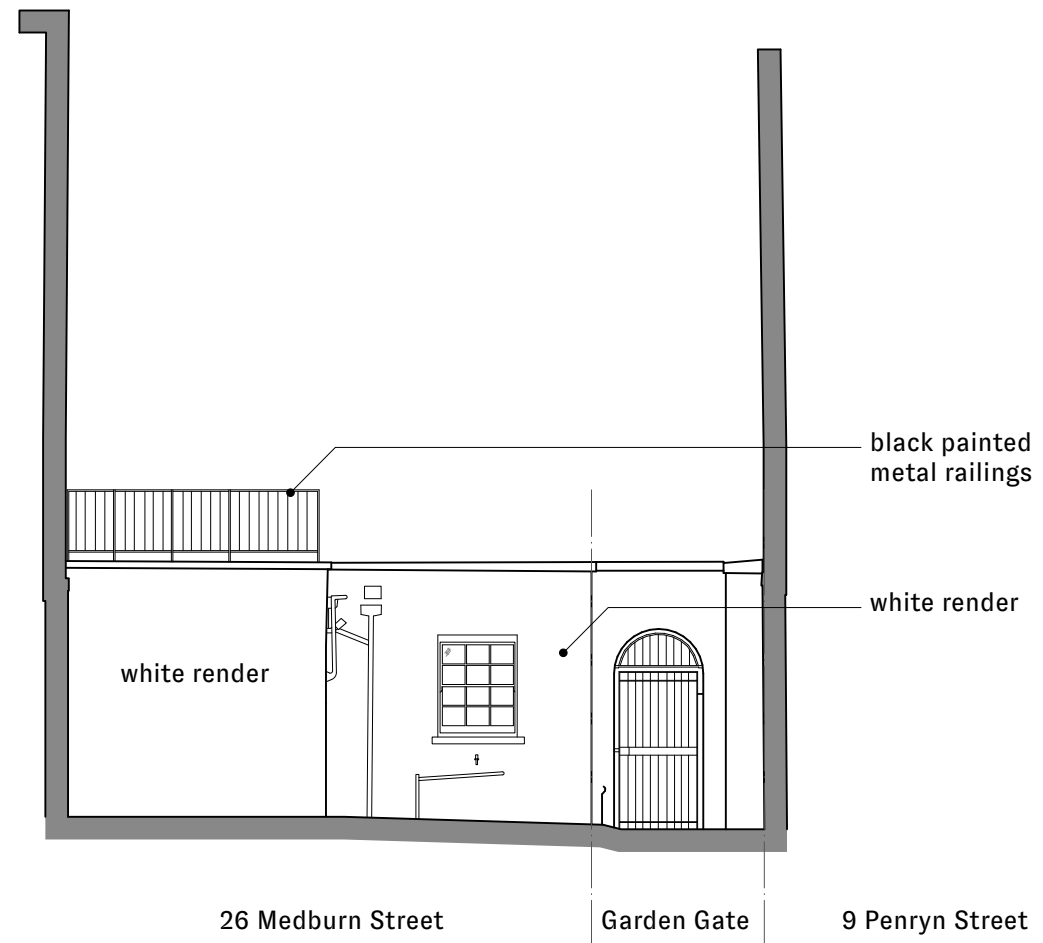 black painted
metal railings
white render
white render
26 Medburn Street
Garden Gate
9 Penryn Street